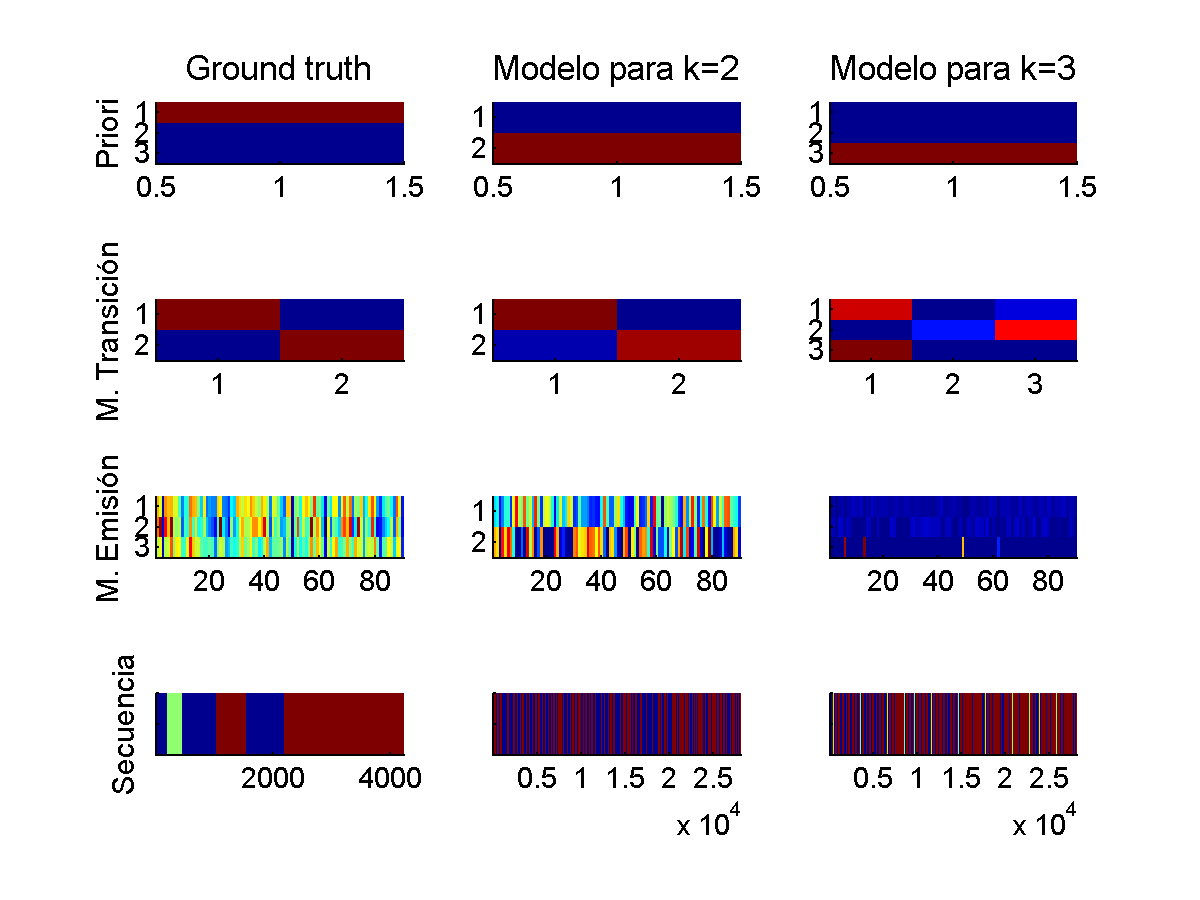 Ground truth Modelo para k=2 Modelo para k=3
Priori
1 1 1
2 2 2
3 3
0.5 1 1.5 0.5 1 1.5 0.5 1 1.5
M. Transición
1 1 1
2 2 2
3
1 2 1 2 1 2 3
M. Emisión
1 1
2 2
3
20 40 60 80 20 40 60 80 20 40 60 80
Secuencia
2000 4000 0.5 1 1.5 2 2.5 0.5 1 1.5 2 2.5
x 10^4 x 10^4